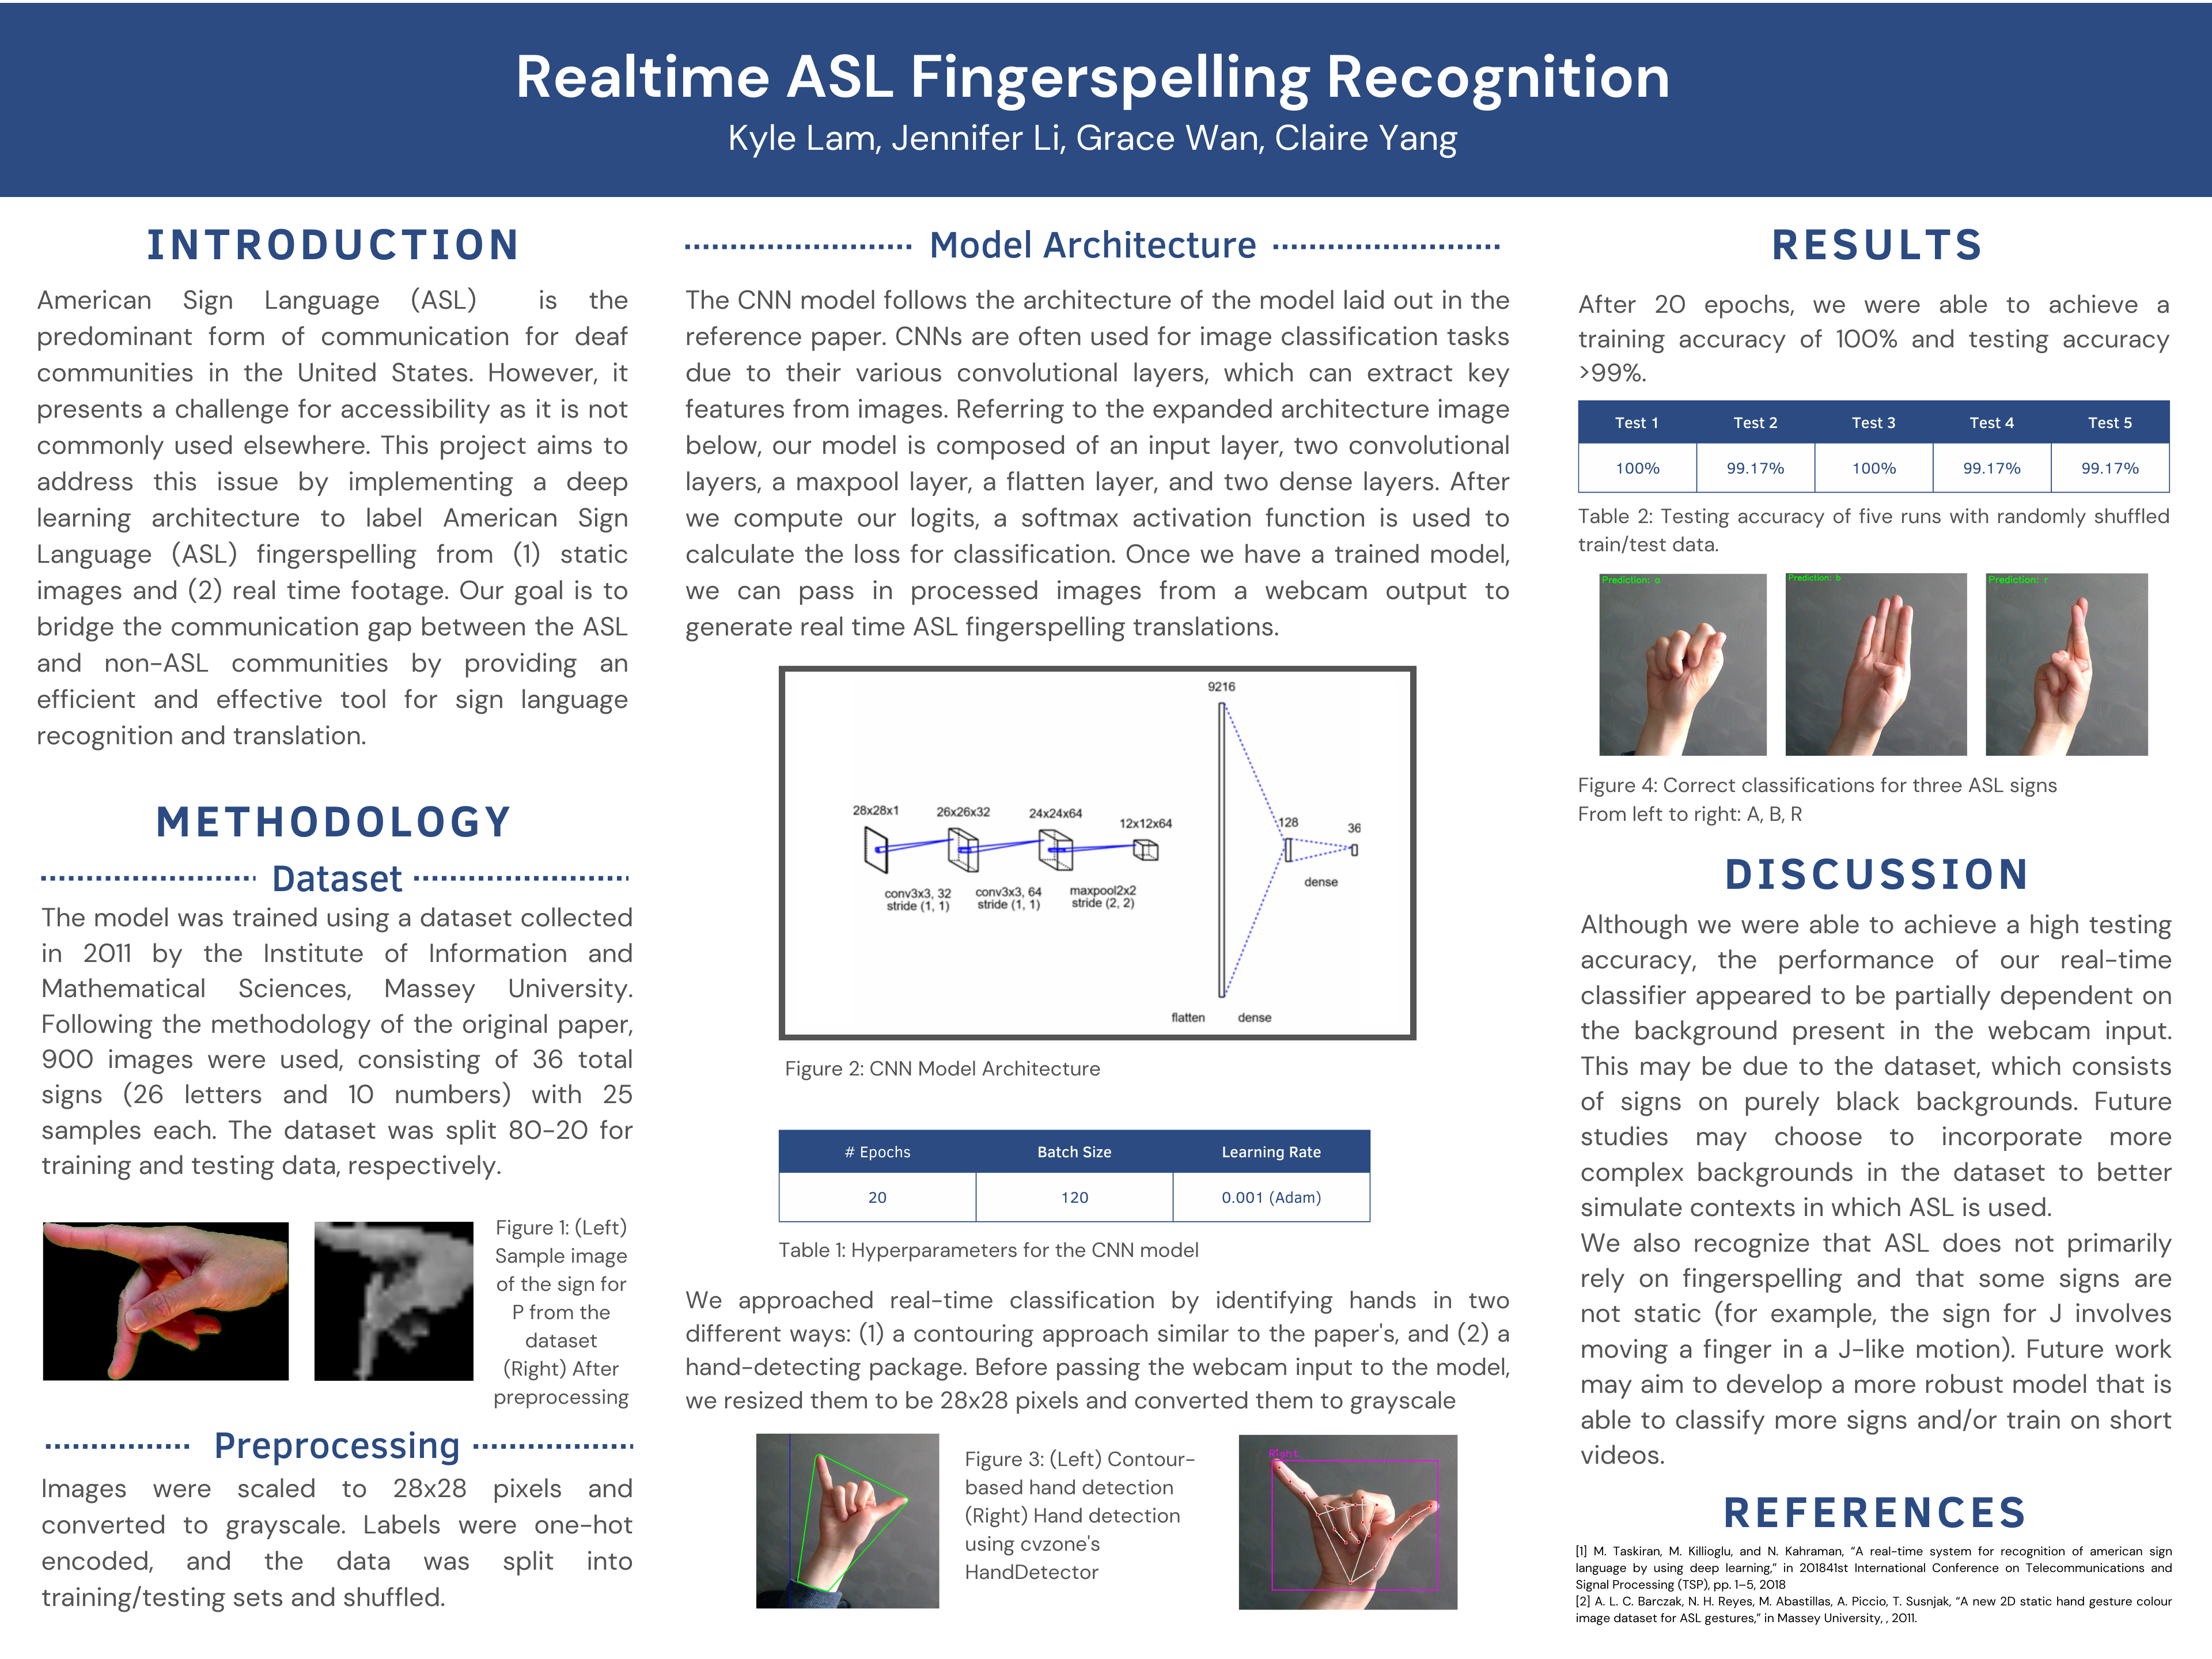 Realtime ASL Fingerspelling Recognition
Kyle Lam, Jennifer Li, Grace Wan, Claire Yang
INTRODUCTION
American Sign Language (ASL) is the
predominant form of communication for deaf
communities in the United States. However, it
presents a challenge for accessibility as it is not
commonly used elsewhere. This project aims to
address this issue by implementing a deep
learning architecture to label American Sign
Language (ASL) fingerspelling from (1) static
images and (2) real time footage. Our goal is to
bridge the communication gap between the ASL
and non-ASL communities by providing an
efficient and effective tool for sign language
recognition and translation.
METHODOLOGY
Dataset
The model was trained using a dataset collected
in 2011 by the Institute of Information and
Mathematical Sciences, Massey University.
Following the methodology of the original paper,
900 images were used, consisting of 36 total
signs (26 letters and 10 numbers) with 25
samples each. The dataset was split 80-20 for
training and testing data, respectively.
Figure 1: (Left)
Sample image
of the sign for
P from the
dataset
(Right) After
preprocessing
Preprocessing
Images were scaled to 28x28 pixels and
converted to grayscale. Labels were one-hot
encoded, and the data was split into
training/testing sets and shuffled.
Model Architecture
The CNN model follows the architecture of the model laid out in the
reference paper. CNNs are often used for image classification tasks
due to their various convolutional layers, which can extract key
features from images. Referring to the expanded architecture image
below, our model is composed of an input layer, two convolutional
layers, a maxpool layer, a flatten layer, and two dense layers. After
we compute our logits, a softmax activation function is used to
calculate the loss for classification. Once we have a trained model,
we can pass in processed images from a webcam output to
generate real time ASL fingerspelling translations.
9216
28x28x1 26x26x32 24x24x64 12x12x64 128 36
conv3x3, 32 conv3x3, 64 maxpool2x2 dense
stride (1, 1) stride (1, 1) stride (2, 2)
flatten dense
Figure 2: CNN Model Architecture
# Epochs Batch Size Learning Rate
20 120 0.001 (Adam)
Table 1: Hyperparameters for the CNN model
We approached real-time classification by identifying hands in two
different ways: (1) a contouring approach similar to the paper's, and (2) a
hand-detecting package. Before passing the webcam input to the model,
we resized them to be 28x28 pixels and converted them to grayscale
Figure 3: (Left) Contour-
based hand detection
(Right) Hand detection
using cvzone's
HandDetector
Right
RESULTS
After 20 epochs, we were able to achieve a
training accuracy of 100% and testing accuracy
>99%.
Test 1 Test 2 Test 3 Test 4 Test 5
100% 99.17% 100% 99.17% 99.17%
Table 2: Testing accuracy of five runs with randomly shuffled
train/test data.
Prediction: a Prediction: b Prediction: r
Figure 4: Correct classifications for three ASL signs
From left to right: A, B, R
DISCUSSION
Although we were able to achieve a high testing
accuracy, the performance of our real-time
classifier appeared to be partially dependent on
the background present in the webcam input.
This may be due to the dataset, which consists
of signs on purely black backgrounds. Future
studies may choose to incorporate more
complex backgrounds in the dataset to better
simulate contexts in which ASL is used.
We also recognize that ASL does not primarily
rely on fingerspelling and that some signs are
not static (for example, the sign for J involves
moving a finger in a J-like motion). Future work
may aim to develop a more robust model that is
able to classify more signs and/or train on short
videos.
REFERENCES
[1] M. Taskiran, M. Killioglu, and N. Kahraman, “A real-time system for recognition of american sign
language by using deep learning,” in 201841st International Conference on Telecommunications and
Signal Processing (TSP), pp. 1–5, 2018
[2] A. L. C. Barczak, N. H. Reyes, M. Abastillas, A. Piccio, T. Susnjak, “A new 2D static hand gesture colour
image dataset for ASL gestures,” in Massey University, , 2011.